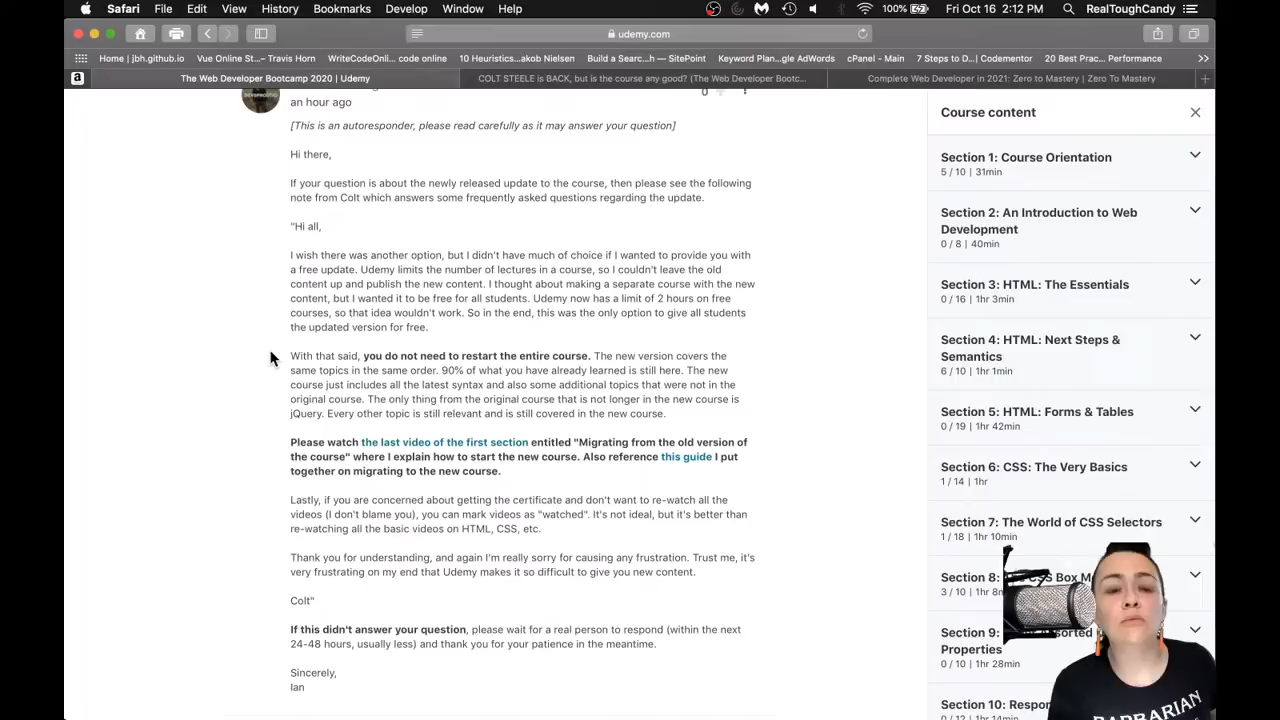 Safari File Edit View History Bookmarks Develop Window Help 100% Fri Oct 16 2:12 PM RealToughCandy
udemy.com
Home | jbh.github.io Vue Online St...– Travis Horn WriteCodeOnli... code online 10 Heuristics...akob Nielsen Build a Searc...h — SitePoint Keyword Plan...gle AdWords cPanel - Main 7 Steps to D...| Codementor 20 Best Prac... Performance
a The Web Developer Bootcamp 2020 | Udemy COLT STEELE is BACK, but is the course any good? (The Web Developer Bootc... Complete Web Developer in 2021: Zero to Mastery | Zero To Mastery
0
an hour ago
[This is an autoresponder, please read carefully as it may answer your question]
Hi there,
If your question is about the newly released update to the course, then please see the following
note from Colt which answers some frequently asked questions regarding the update.
"Hi all,
I wish there was another option, but I didn't have much of choice if I wanted to provide you with
a free update. Udemy limits the number of lectures in a course, so I couldn't leave the old
content up and publish the new content. I thought about making a separate course with the new
content, but I wanted it to be free for all students. Udemy now has a limit of 2 hours on free
courses, so that idea wouldn't work. So in the end, this was the only option to give all students
the updated version for free.
With that said, you do not need to restart the entire course. The new version covers the
same topics in the same order. 90% of what you have already learned is still here. The new
course just includes all the latest syntax and also some additional topics that were not in the
original course. The only thing from the original course that is not longer in the new course is
jQuery. Every other topic is still relevant and is still covered in the new course.
Please watch the last video of the first section entitled "Migrating from the old version of
the course" where I explain how to start the new course. Also reference this guide I put
together on migrating to the new course.
Lastly, if you are concerned about getting the certificate and don't want to re-watch all the
videos (I don't blame you), you can mark videos as "watched". It's not ideal, but it's better than
re-watching all the basic videos on HTML, CSS, etc.
Thank you for understanding, and again I'm really sorry for causing any frustration. Trust me, it's
very frustrating on my end that Udemy makes it so difficult to give you new content.
Colt"
If this didn't answer your question, please wait for a real person to respond (within the next
24-48 hours, usually less) and thank you for your patience in the meantime.
Sincerely,
Ian
Course content
Section 1: Course Orientation
5 / 10 | 31min
Section 2: An Introduction to Web
Development
0 / 8 | 40min
Section 3: HTML: The Essentials
0 / 16 | 1hr 3min
Section 4: HTML: Next Steps &
Semantics
6 / 10 | 1hr 1min
Section 5: HTML: Forms & Tables
0 / 19 | 1hr 42min
Section 6: CSS: The Very Basics
1 / 14 | 1hr
Section 7: The World of CSS Selectors
1 / 18 | 1hr 10min
Section 8: CSS Box M
3 / 10 | 1hr 8m
Section 9:
Properties
0 / 10 | 1hr 28min
Section 10: Respon
0 / 12 | 1hr 14min
BARBARIAN